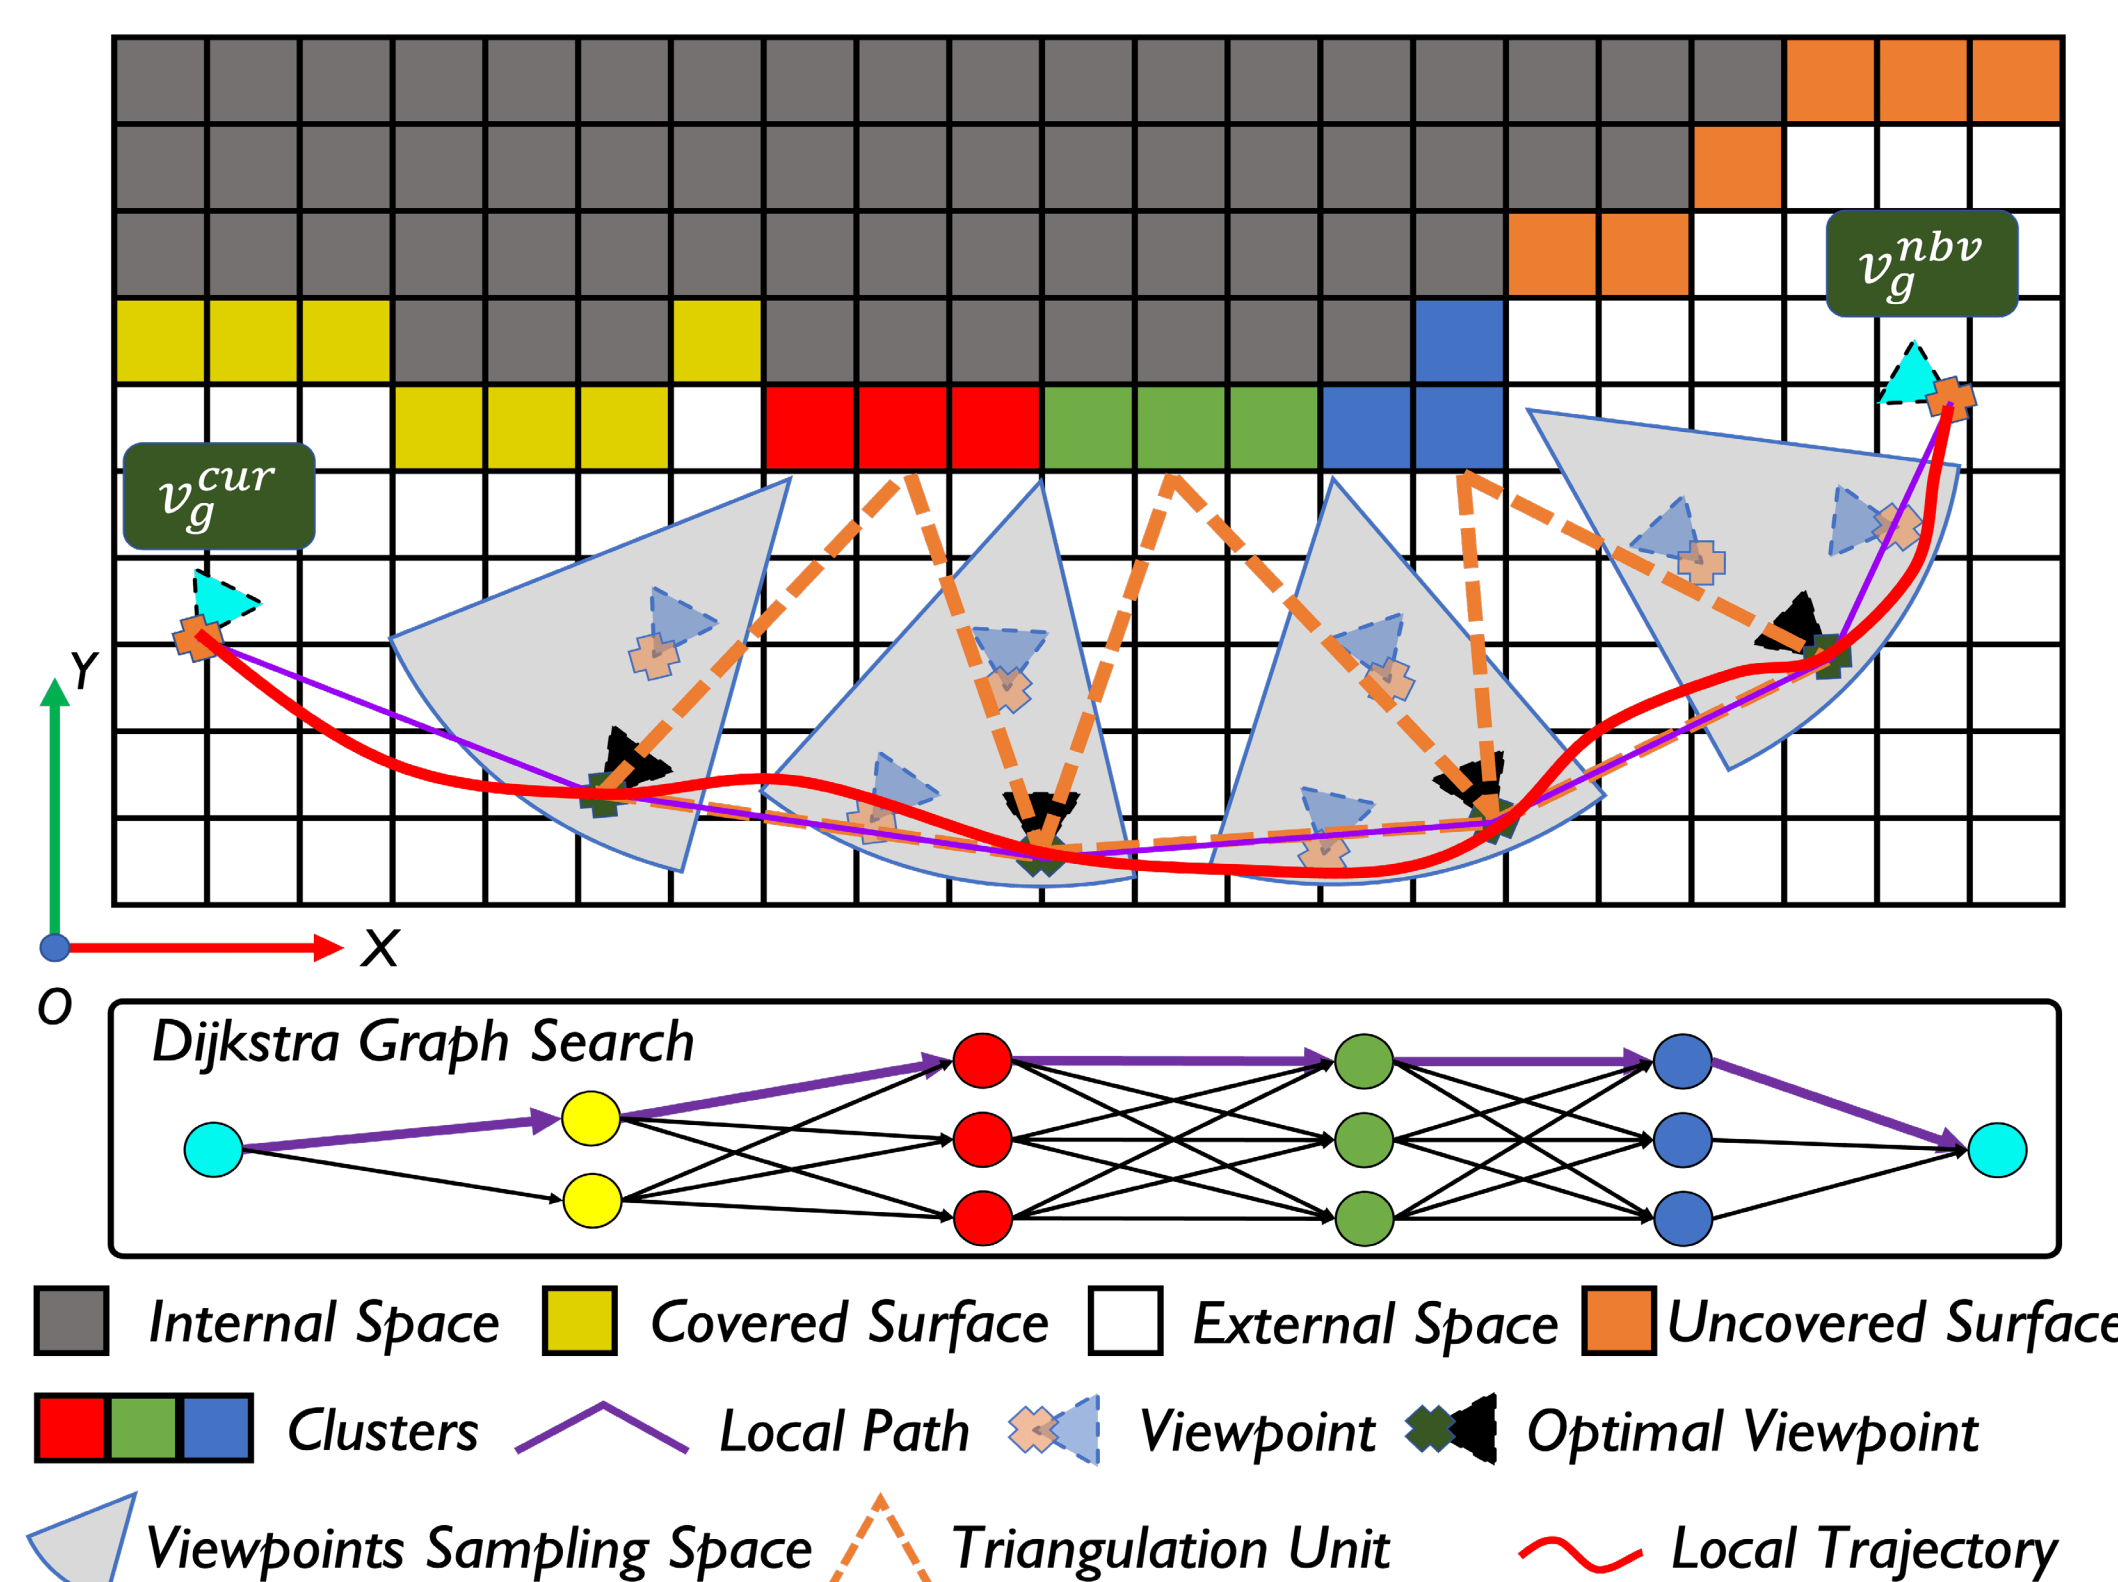 v_g^{nbv}
v_g^{cur}
Y
X
O
Dijkstra Graph Search
Internal Space Covered Surface External Space Uncovered Surface
Clusters Local Path Viewpoint Optimal Viewpoint
Viewpoints Sampling Space Triangulation Unit Local Trajectory